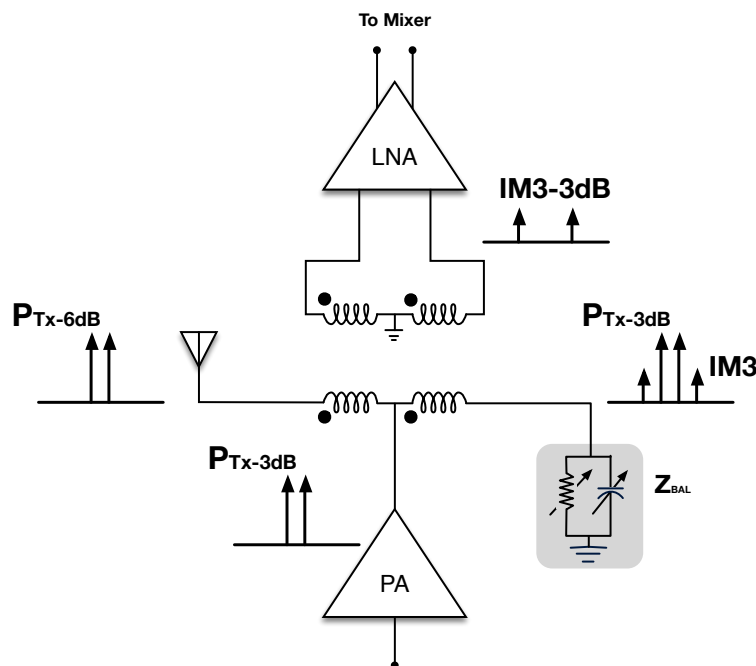 To Mixer
LNA
IM3-3dB
PTx-6dB
PTx-3dB
IM3
PTx-3dB
ZBAL
PA